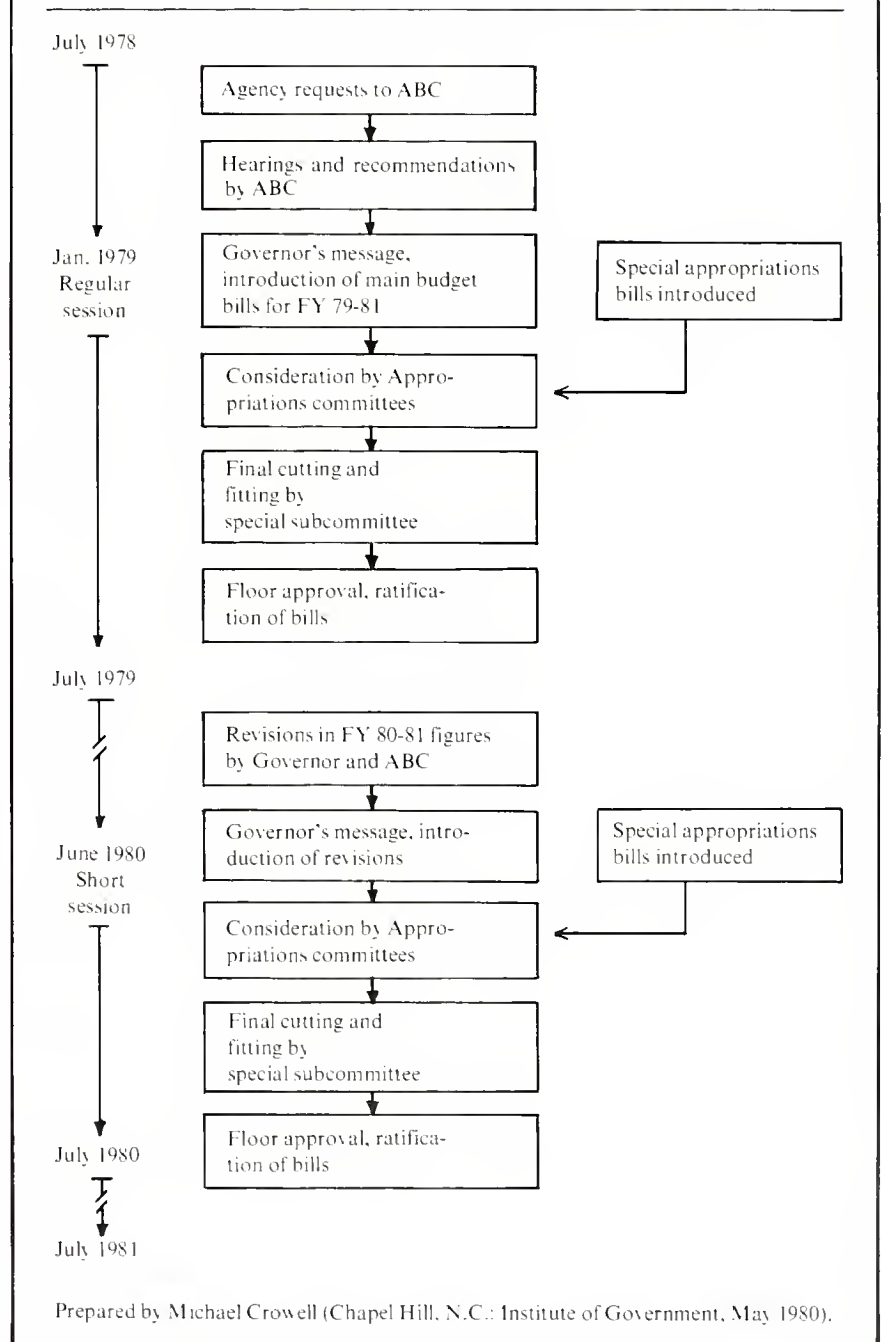 July 1978
Agency requests to ABC
Hearings and recommendations
by ABC
Jan. 1979
Regular
session
Governor's message,
introduction of main budget
bills for FY 79-81
Special appropriations
bills introduced
Consideration by Appro-
priations committees
Final cutting and
fitting by
special subcommittee
Floor approval, ratifica-
tion of bills
July 1979
Revisions in FY 80-81 figures
by Governor and ABC
June 1980
Short
session
Governor's message, intro-
duction of revisions
Special appropriations
bills introduced
Consideration by Appro-
priations committees
Final cutting and
fitting by
special subcommittee
Floor approval, ratifica-
tion of bills
July 1980
July 1981
Prepared by Michael Crowell (Chapel Hill, N.C.: Institute of Government, May 1980).